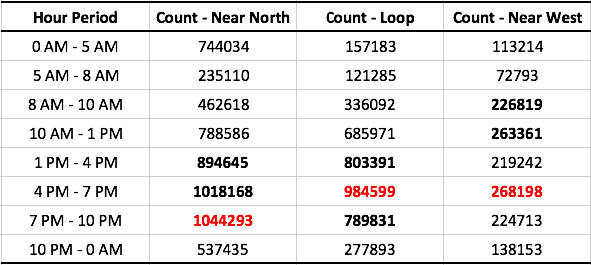 Hour Period Count - Near North Count - Loop Count - Near West
0 AM - 5 AM 744034 157183 113214
5 AM - 8 AM 235110 121285 72793
8 AM - 10 AM 462618 336092 226819
10 AM - 1 PM 788586 685971 263361
1 PM - 4 PM 894645 803391 219242
4 PM - 7 PM 1018168 984599 268198
7 PM - 10 PM 1044293 789831 224713
10 PM - 0 AM 537435 277893 138153